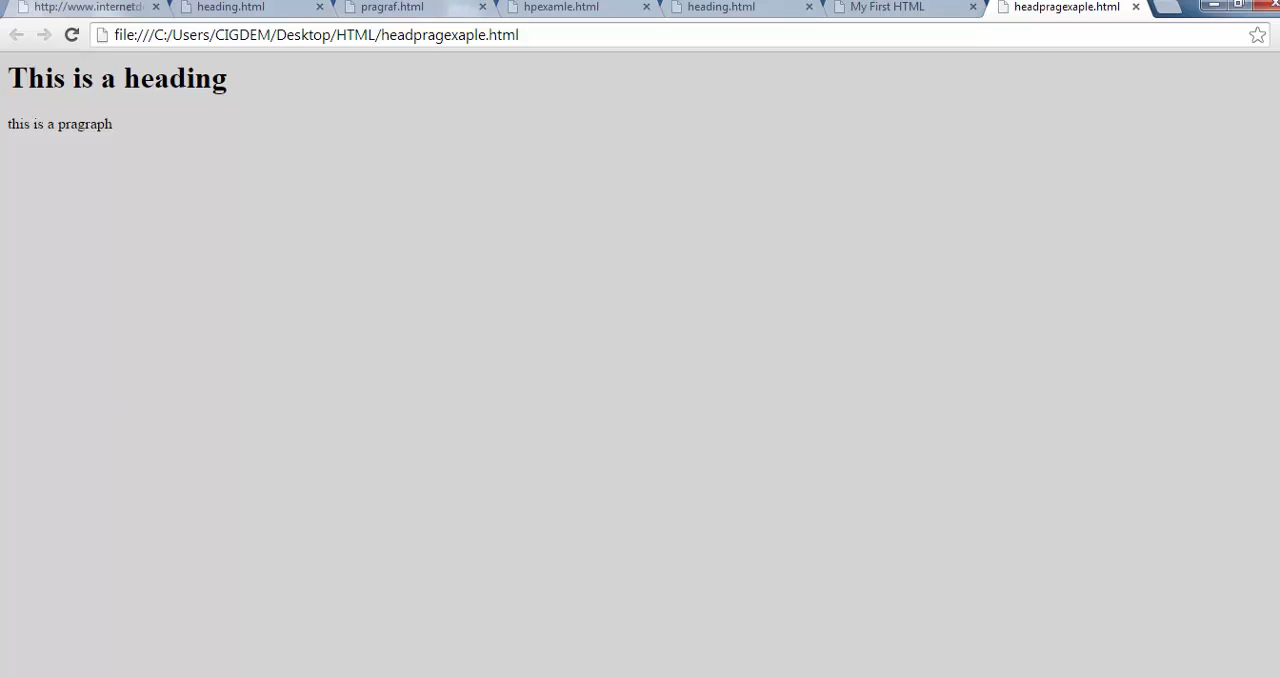 http://www.internetd
heading.html
pragraf.html
hpexamle.html
heading.html
My First HTML
headpragexaple.html
file:///C:/Users/CIGDEM/Desktop/HTML/headpragexaple.html
This is a heading
this is a pragraph